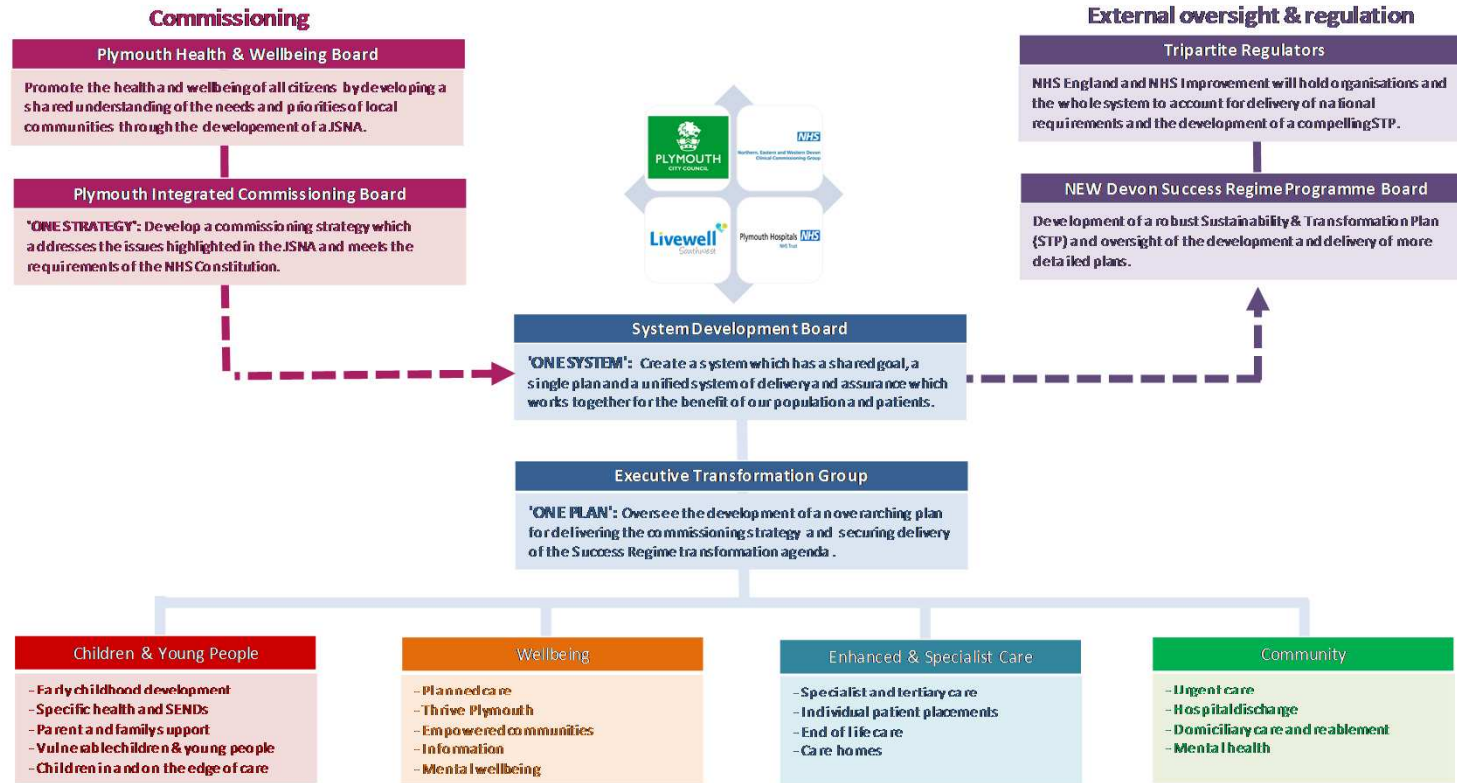 Commissioning
Plymouth Health & Wellbeing Board
Promote the health and wellbeing of all citizens by developing a
shared understanding of the needs and priorities of local
communities through the developement of a JSNA.
Plymouth Integrated Commissioning Board
'ONE STRATEGY': Develop a commissioning strategy which
addresses the issues highlighted in the JSNA and meets the
requirements of the NHS Constitution.
PLYMOUTH
CITY COUNCIL
NHS
Northern, Eastern and Western Devon
Clinical Commissioning Group
Livewell
Southwest
Plymouth Hospitals NHS
NHS Trust
External oversight & regulation
Tripartite Regulators
NHS England and NHS Improvement will hold organisations and
the whole system to account for delivery of national
requirements and the development of a compelling STP.
NEW Devon Success Regime Programme Board
Development of a robust Sustainability & Transformation Plan
(STP) and oversight of the development and delivery of more
detailed plans.
System Development Board
'ONE SYSTEM': Create a system which has a shared goal, a
single plan and a unified system of delivery and assurance which
works together for the benefit of our population and patients.
Executive Transformation Group
'ONE PLAN': Oversee the development of an overarching plan
for delivering the commissioning strategy and securing delivery
of the Success Regime transformation agenda .
Children & Young People
- Early childhood development
- Specific health and SENDs
- Parent and family support
- Vulnerable children & young people
- Children in and on the edge of care
Wellbeing
- Planned care
- Thrive Plymouth
- Empowered communities
- Information
- Mental wellbeing
Enhanced & Specialist Care
- Specialist and tertiary care
- Individual patient placements
- End of life care
- Care homes
Community
- Urgent care
- Hospital discharge
- Domiciliary care and reablement
- Mental health